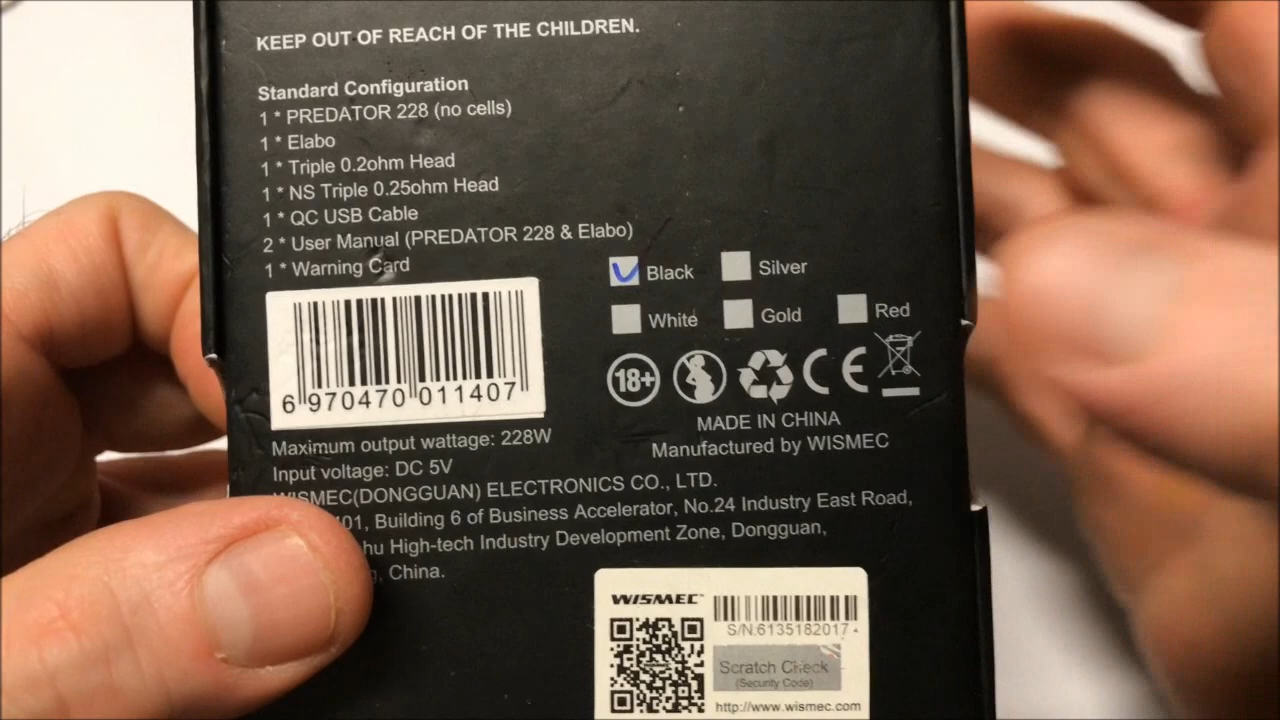 KEEP OUT OF REACH OF THE CHILDREN.
Standard Configuration
1 * PREDATOR 228 (no cells)
1 * Elabo
1 * Triple 0.2ohm Head
1 * NS Triple 0.25ohm Head
1 * QC USB Cable
2 * User Manual (PREDATOR 228 & Elabo)
1 * Warning Card
Black
Silver
White
Gold
Red
6 970470 011407
18+
CE
MADE IN CHINA
Manufactured by WISMEC
Maximum output wattage: 228W
Input voltage: DC 5V
WISMEC(DONGGUAN) ELECTRONICS CO., LTD.
Building 6 of Business Accelerator, No.24 Industry East Road,
High-tech Industry Development Zone, Dongguan,
China.
WISMEC™
S/N:6135182017
Scratch Check
(Security Code)
http://www.wismec.com